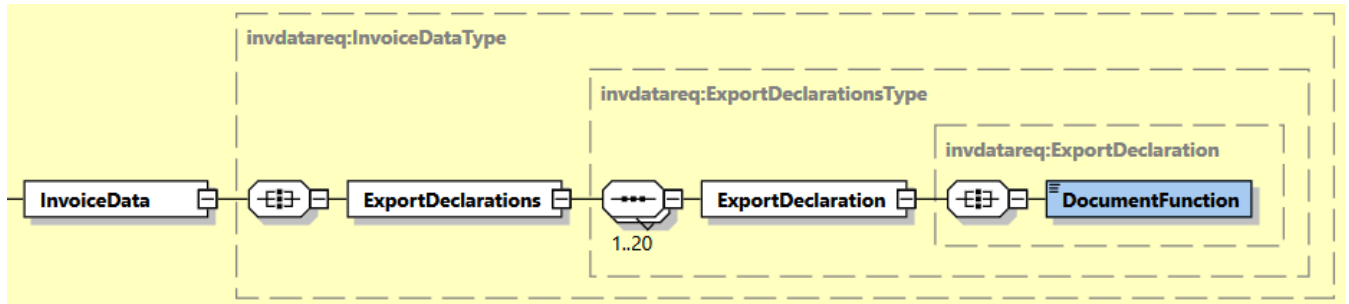 invdatareq:InvoiceDataType
invdatareq:ExportDeclarationsType
invdatareq:ExportDeclaration
InvoiceData
ExportDeclarations
ExportDeclaration
DocumentFunction
1..20